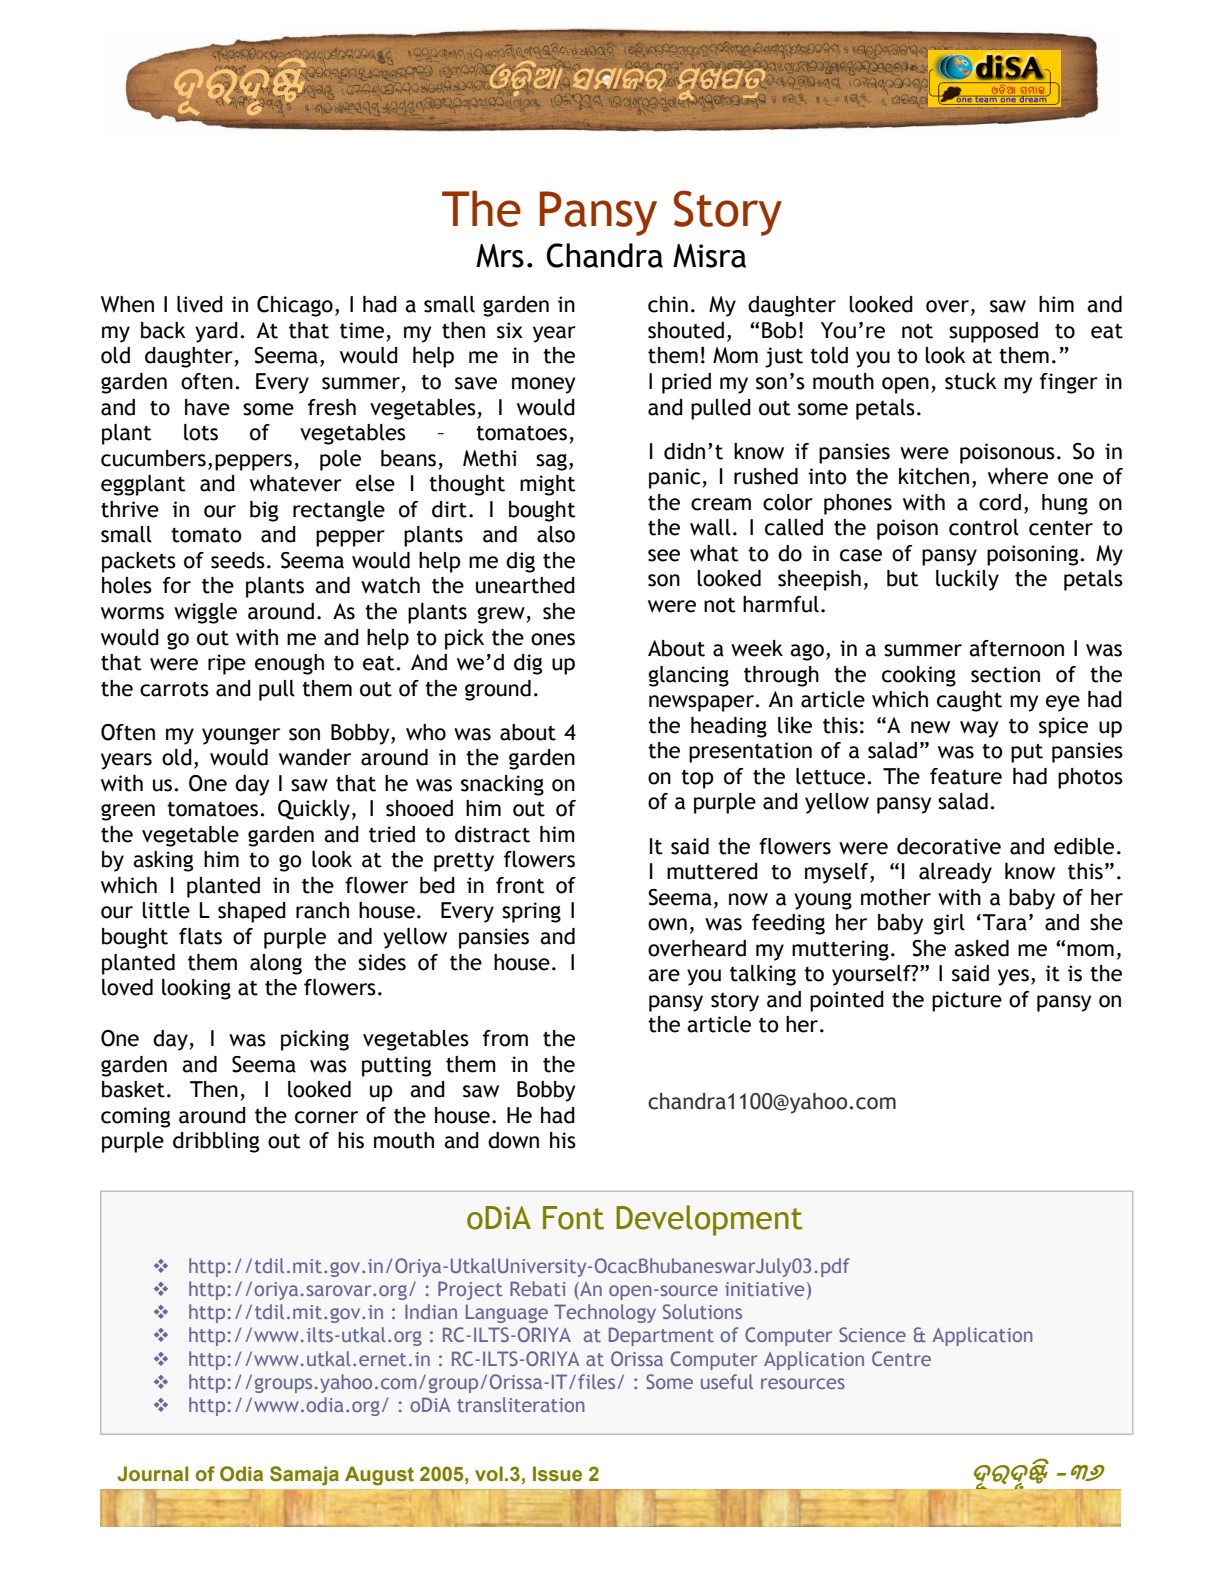 ଦୂରଦୃଷ୍ଟି
ଓଡ଼ିଆ ସମାଜର ମୁଖପତ୍ର
OdiSA
ଓଡ଼ିଆ ସମାଜ
one team one dream
The Pansy Story
Mrs. Chandra Misra
When I lived in Chicago, I had a small garden in
my back yard. At that time, my then six year
old daughter, Seema, would help me in the
garden often. Every summer, to save money
and to have some fresh vegetables, I would
plant lots of vegetables – tomatoes,
cucumbers,peppers, pole beans, Methi sag,
eggplant and whatever else I thought might
thrive in our big rectangle of dirt. I bought
small tomato and pepper plants and also
packets of seeds. Seema would help me dig the
holes for the plants and watch the unearthed
worms wiggle around. As the plants grew, she
would go out with me and help to pick the ones
that were ripe enough to eat. And we’d dig up
the carrots and pull them out of the ground.
Often my younger son Bobby, who was about 4
years old, would wander around in the garden
with us. One day I saw that he was snacking on
green tomatoes. Quickly, I shooed him out of
the vegetable garden and tried to distract him
by asking him to go look at the pretty flowers
which I planted in the flower bed in front of
our little L shaped ranch house. Every spring I
bought flats of purple and yellow pansies and
planted them along the sides of the house. I
loved looking at the flowers.
One day, I was picking vegetables from the
garden and Seema was putting them in the
basket. Then, I looked up and saw Bobby
coming around the corner of the house. He had
purple dribbling out of his mouth and down his
chin. My daughter looked over, saw him and
shouted, “Bob! You’re not supposed to eat
them! Mom just told you to look at them.”
I pried my son’s mouth open, stuck my finger in
and pulled out some petals.
I didn’t know if pansies were poisonous. So in
panic, I rushed into the kitchen, where one of
the cream color phones with a cord, hung on
the wall. I called the poison control center to
see what to do in case of pansy poisoning. My
son looked sheepish, but luckily the petals
were not harmful.
About a week ago, in a summer afternoon I was
glancing through the cooking section of the
newspaper. An article which caught my eye had
the heading like this: “A new way to spice up
the presentation of a salad” was to put pansies
on top of the lettuce. The feature had photos
of a purple and yellow pansy salad.
It said the flowers were decorative and edible.
I muttered to myself, “I already know this”.
Seema, now a young mother with a baby of her
own, was feeding her baby girl ‘Tara’ and she
overheard my muttering. She asked me “mom,
are you talking to yourself?” I said yes, it is the
pansy story and pointed the picture of pansy on
the article to her.
chandra1100@yahoo.com
oDiA Font Development
❖ http://tdil.mit.gov.in/Oriya-UtkalUniversity-OcacBhubaneswarJuly03.pdf
❖ http://oriya.sarovar.org/ : Project Rebati (An open-source initiative)
❖ http://tdil.mit.gov.in : Indian Language Technology Solutions
❖ http://www.ilts-utkal.org : RC-ILTS-ORIYA at Department of Computer Science & Application
❖ http://www.utkal.ernet.in : RC-ILTS-ORIYA at Orissa Computer Application Centre
❖ http://groups.yahoo.com/group/Orissa-IT/files/ : Some useful resources
❖ http://www.odia.org/ : oDiA transliteration
Journal of Odia Samaja August 2005, vol.3, Issue 2
ଦୂରଦୃଷ୍ଟି - ୩୬